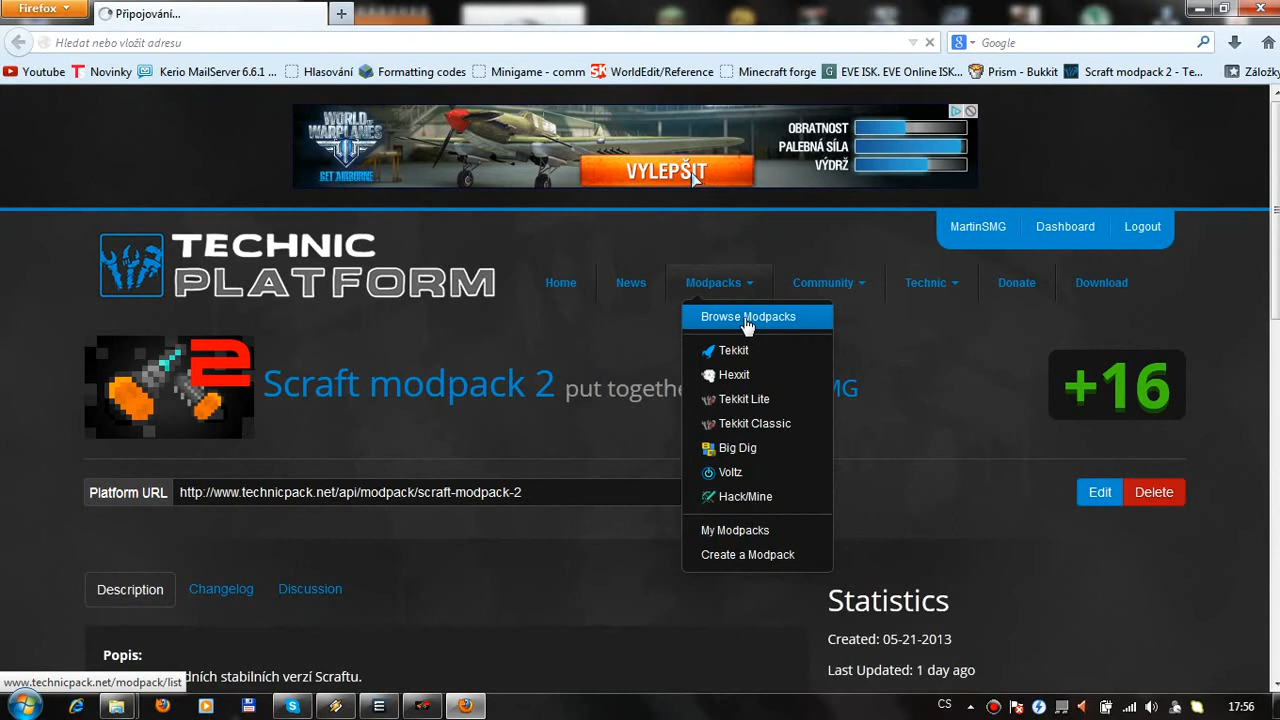 Firefox
Připojování...
Hledat nebo vložit adresu
Google
Youtube
Novinky
Kerio MailServer 6.6.1 ...
Hlasování
Formatting codes
Minigame - comm
WorldEdit/Reference
Minecraft forge
EVE ISK. EVE Online ISK...
Prism - Bukkit
Scraft modpack 2 - Te...
Záložky
WORLD OF WARPLANES
GET AIRBORNE
VYLEPŠIT
OBRATNOST
PALEBNÁ SÍLA
VÝDRŽ
MartinSMG
Dashboard
Logout
TECHNIC
PLATFORM
Home
News
Modpacks
Community
Technic
Donate
Download
Browse Modpacks
Tekkit
Hexxit
Tekkit Lite
Tekkit Classic
Big Dig
Voltz
Hack/Mine
My Modpacks
Create a Modpack
2
Scraft modpack 2 put togethe
MG
+16
Platform URL
http://www.technicpack.net/api/modpack/scraft-modpack-2
Edit
Delete
Description
Changelog
Discussion
Statistics
Created: 05-21-2013
Last Updated: 1 day ago
Popis:
dních stabilních verzí Scraftu.
www.technicpack.net/modpack/list
CS
17:56